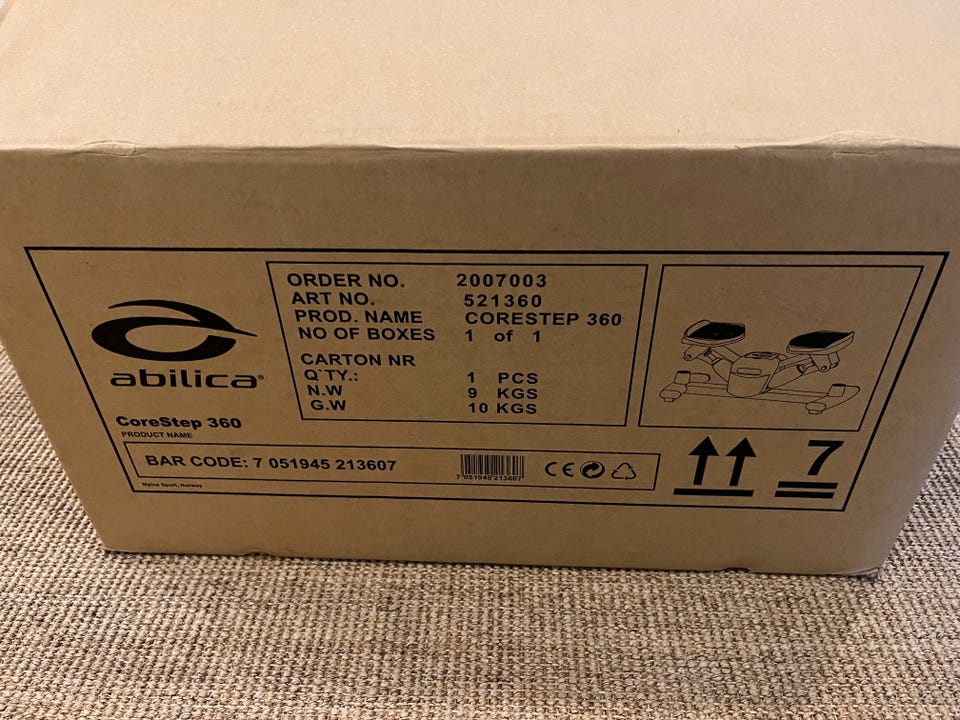 ORDER NO. 2007003
ART NO. 521360
PROD. NAME CORESTEP 360
NO OF BOXES 1 of 1
CARTON NR
Q`TY.: 1 PCS
N.W 9 KGS
G.W 10 KGS
abilica®
CoreStep 360
PRODUCT NAME
BAR CODE: 7 051945 213607
7 051945 213607
CE
7
Sport, Norway